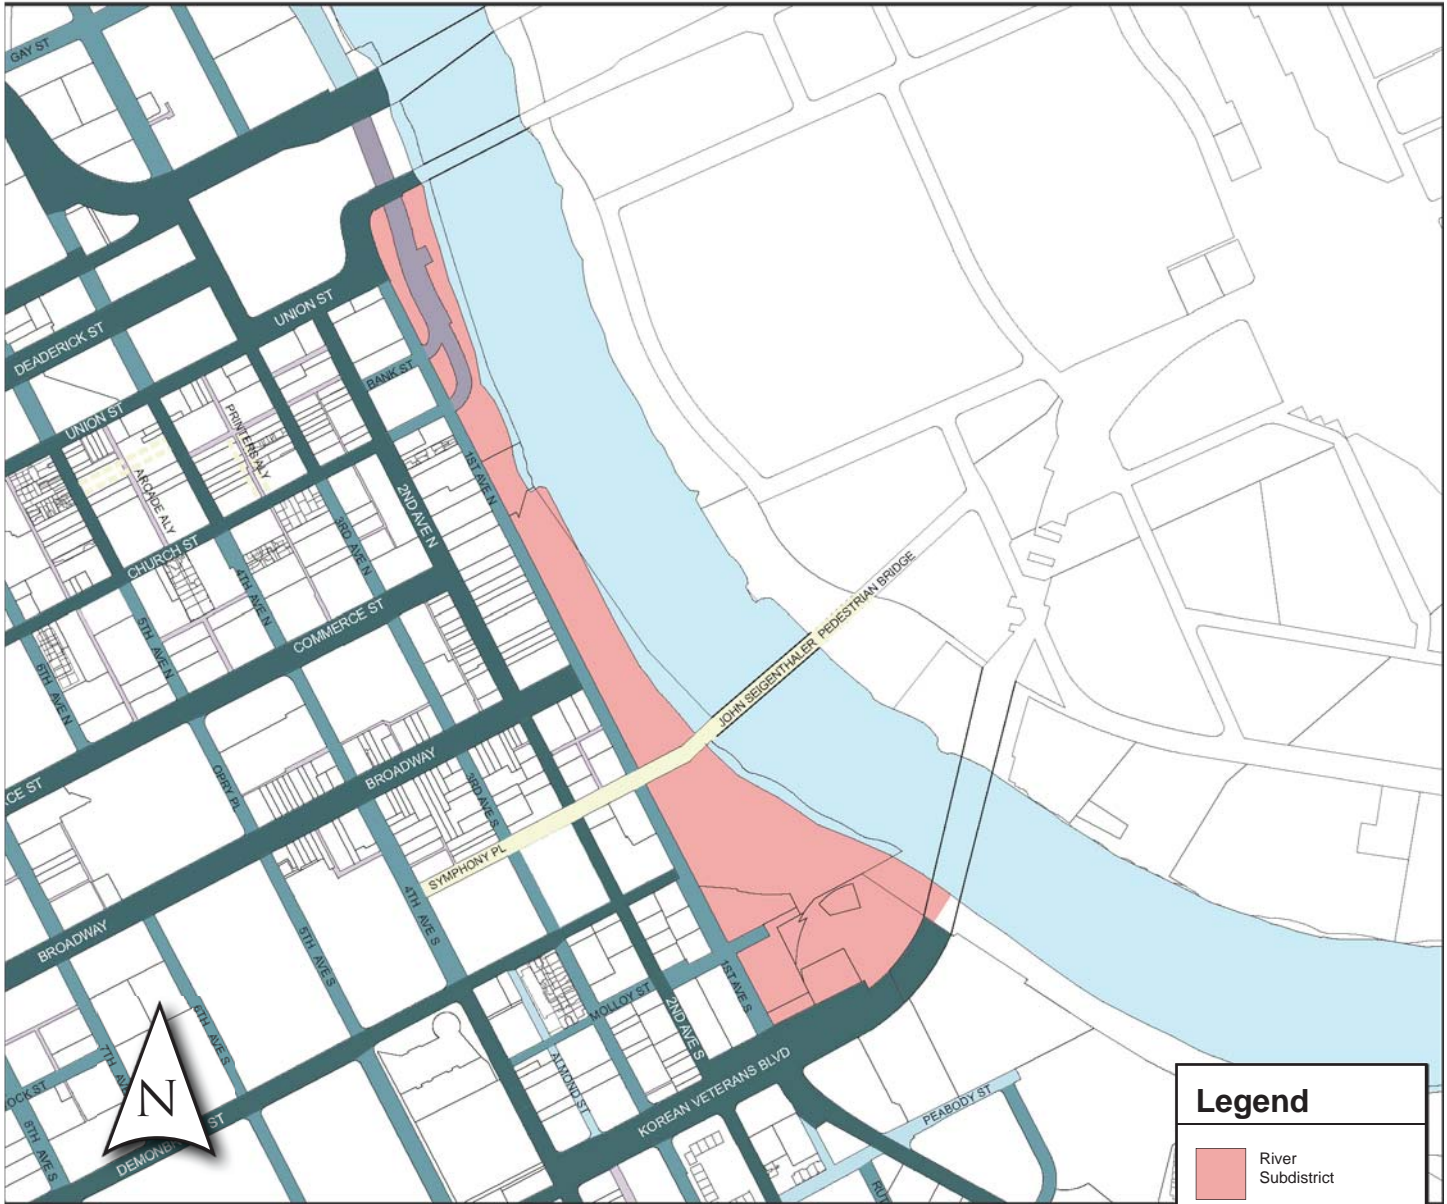 GAY ST
DEADERICK ST
UNION ST
UNION ST
BANK ST
PRINTERS ALY
ARCADE ALY
CHURCH ST
1ST AVE N
2ND AVE N
3RD AVE N
4TH AVE N
5TH AVE N
6TH AVE N
COMMERCE ST
CE ST
OPRY PL
BROADWAY
BROADWAY
3RD AVE S
SYMPHONY PL
JOHN SEIGENTHALER PEDESTRIAN BRIDGE
4TH AVE S
5TH AVE S
6TH AVE S
7TH AV
8TH AVE S
OCK ST
DEMONBR
ST
1ST AVE S
2ND AVE S
MOLLOY ST
ALMOND ST
KOREAN VETERANS BLVD
PEABODY ST
RUT
N
Legend
River
Subdistrict